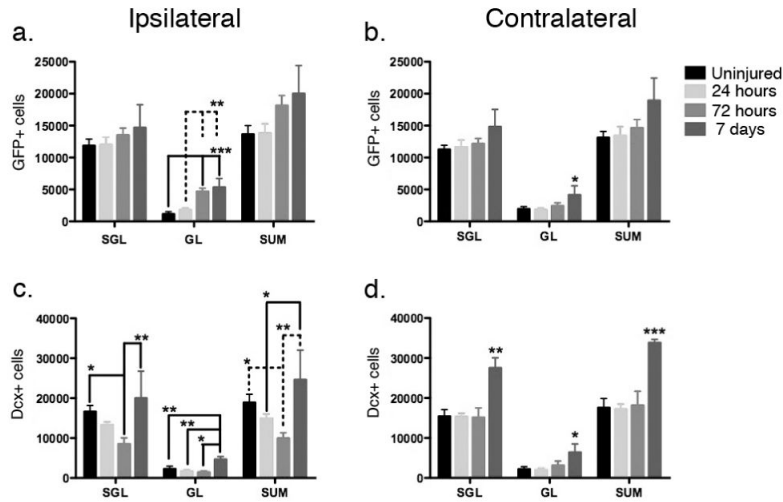 Ipsilateral
Contralateral
a.
GFP+ cells
25000
20000
15000
10000
5000
0
**
***
SGL GL SUM
b.
GFP+ cells
25000
20000
15000
10000
5000
0
*
SGL GL SUM
Uninjured
24 hours
72 hours
7 days
c.
Dcx+ cells
40000
30000
20000
10000
0
*
**
**
**
*
*
*
**
SGL GL SUM
d.
Dcx+ cells
40000
30000
20000
10000
0
**
*
***
SGL GL SUM